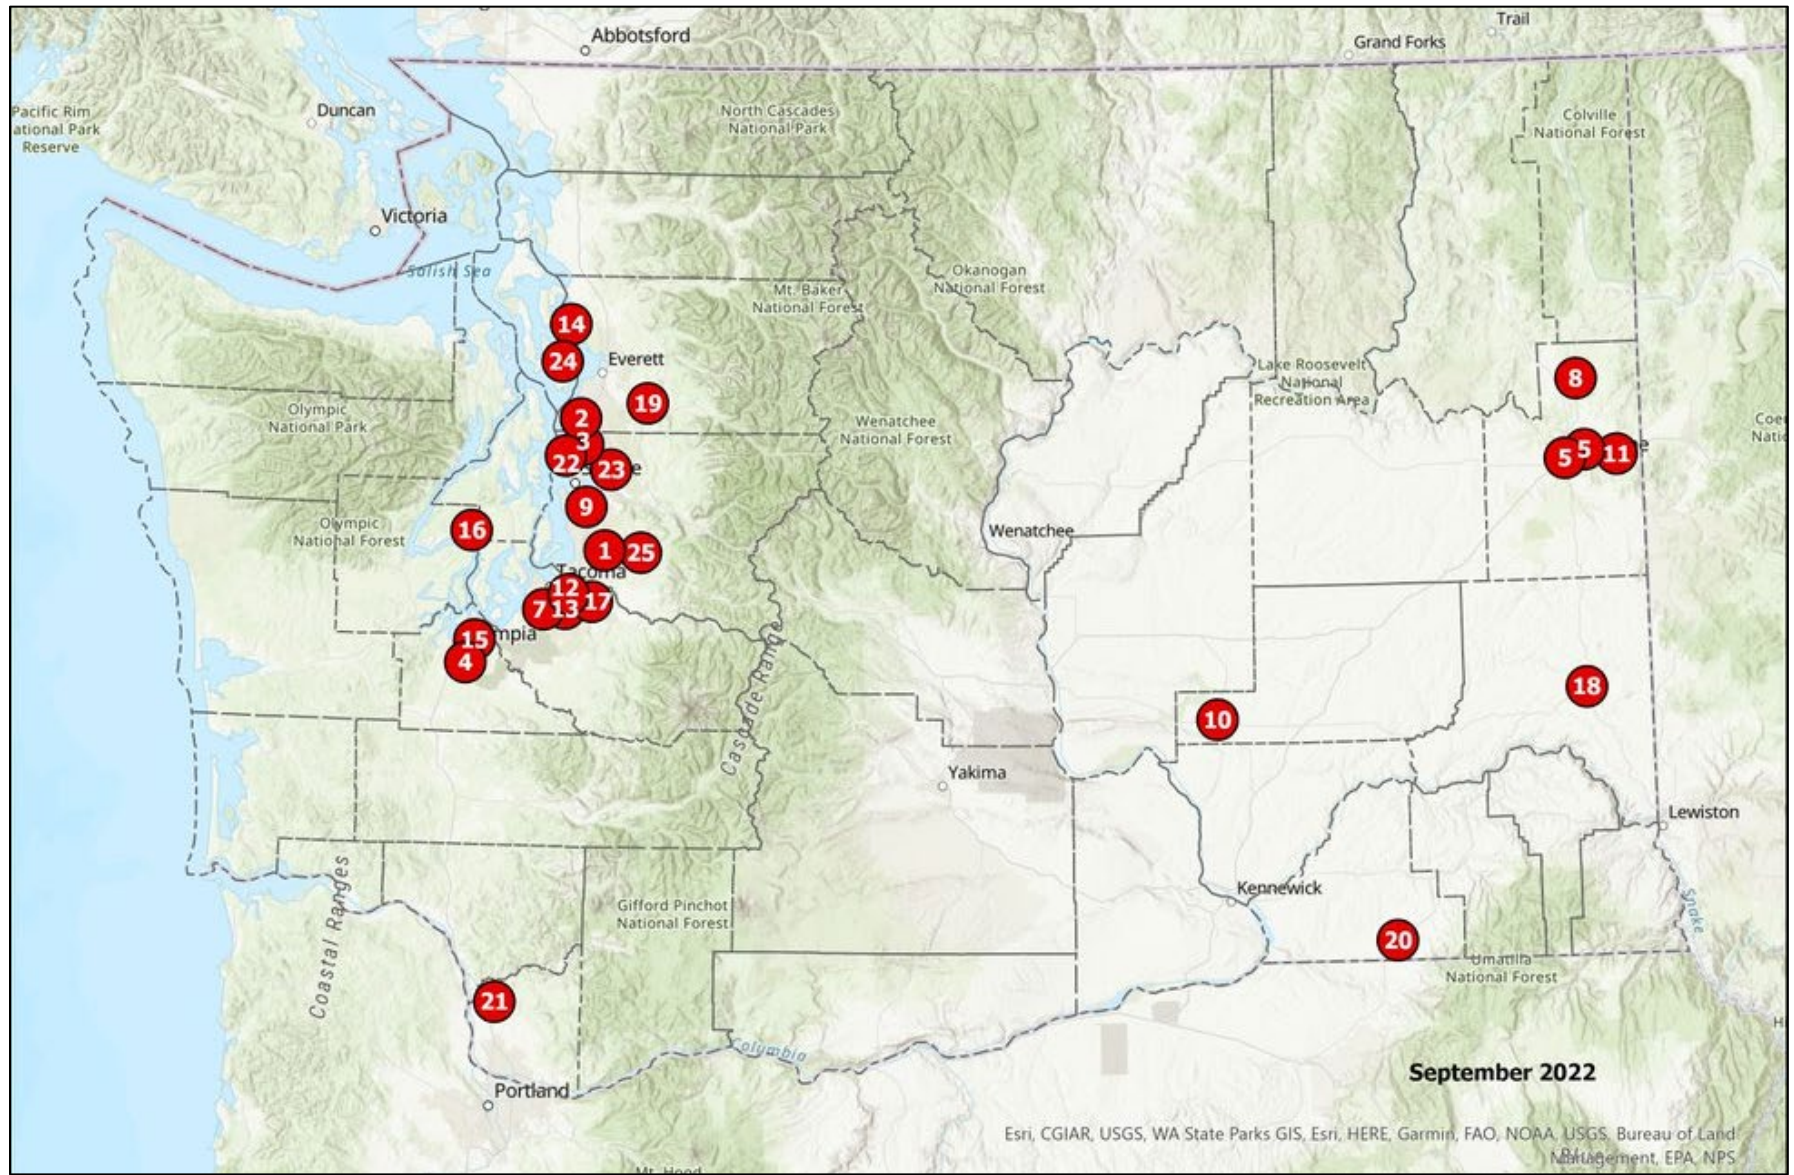 Trail
Abbotsford
Grand Forks
Pacific Rim
ational Park
Reserve
Duncan
North Cascades
National Park
Colville
National Forest
Victoria
Salish Sea
Okanogan
National Forest
Mt. Baker
National Forest
14
24
Everett
Lake Roosevelt
National
Recreation Area
8
19
Olympic
National Park
2
3
22
23
e
Wenatchee
National Forest
Coeu
Natio
5
5
11
e
9
16
Olympic
National Forest
Wenatchee
1
25
Tacoma
12
7
13
17
15
mpia
4
Cascade Range
18
10
Yakima
Lewiston
Coastal Ranges
Gifford Pinchot
National Forest
Kennewick
Snake
20
Umatilla
National Forest
21
Columbia
Portland
September 2022
Esri, CGIAR, USGS, WA State Parks GIS, Esri, HERE, Garmin, FAO, NOAA, USGS, Bureau of Land
Management, EPA, NPS